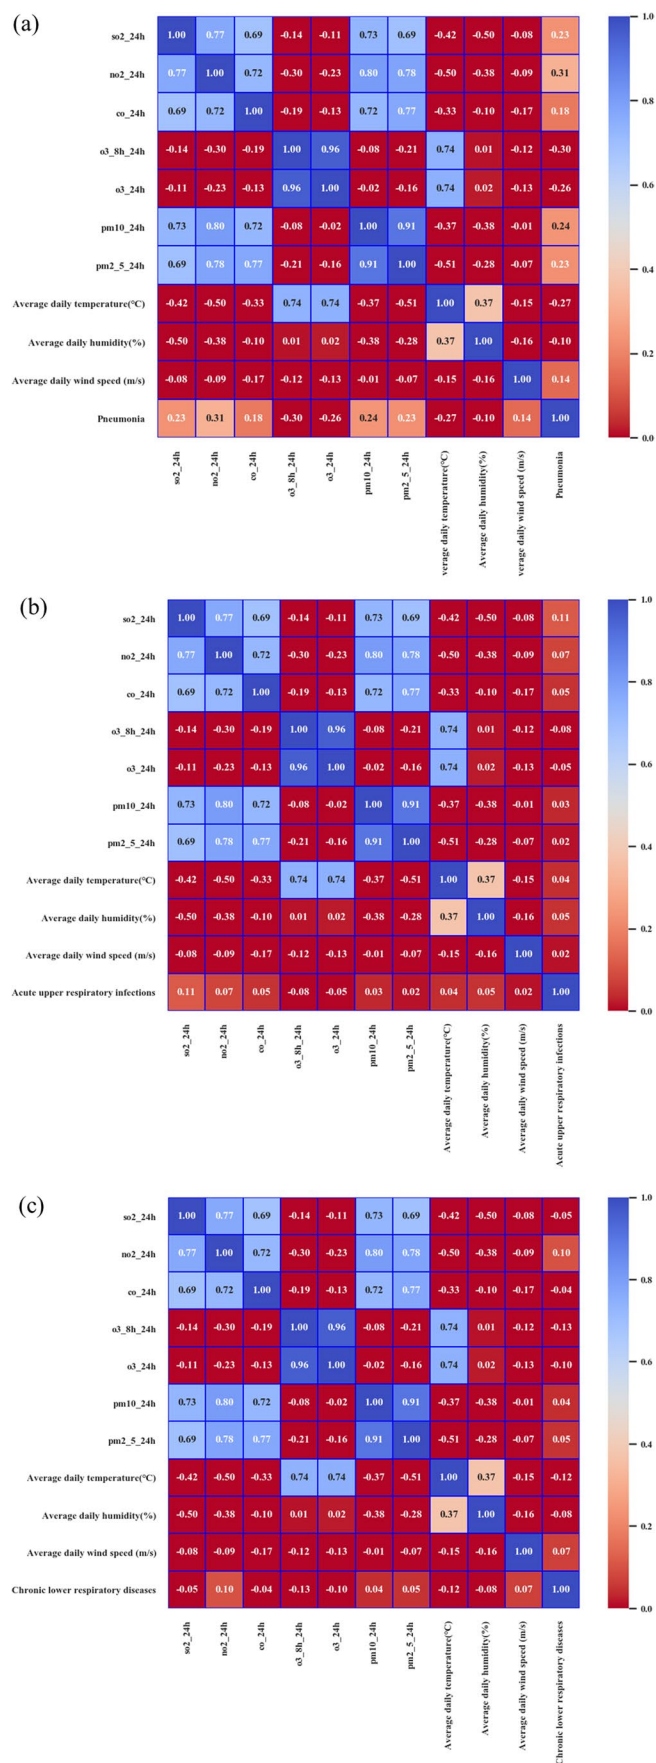 (a)
so2_24h 1.00 0.77 0.69 -0.14 -0.11 0.73 0.69 -0.42 -0.50 -0.08 0.23
no2_24h 0.77 1.00 0.72 -0.30 -0.23 0.80 0.78 -0.50 -0.38 -0.09 0.31
co_24h 0.69 0.72 1.00 -0.19 -0.13 0.72 0.77 -0.33 -0.10 -0.17 0.18
o3_8h_24h -0.14 -0.30 -0.19 1.00 0.96 -0.08 -0.21 0.74 0.01 -0.12 -0.30
o3_24h -0.11 -0.23 -0.13 0.96 1.00 -0.02 -0.16 0.74 0.02 -0.13 -0.26
pm10_24h 0.73 0.80 0.72 -0.08 -0.02 1.00 0.91 -0.37 -0.38 -0.01 0.24
pm2_5_24h 0.69 0.78 0.77 -0.21 -0.16 0.91 1.00 -0.51 -0.28 -0.07 0.23
Average daily temperature(°C) -0.42 -0.50 -0.33 0.74 0.74 -0.37 -0.51 1.00 0.37 -0.15 -0.27
Average daily humidity(%) -0.50 -0.38 -0.10 0.01 0.02 -0.38 -0.28 0.37 1.00 -0.16 -0.10
Average daily wind speed (m/s) -0.08 -0.09 -0.17 -0.12 -0.13 -0.01 -0.07 -0.15 -0.16 1.00 0.14
Pneumonia 0.23 0.31 0.18 -0.30 -0.26 0.24 0.23 -0.27 -0.10 0.14 1.00
so2_24h
no2_24h
co_24h
o3_8h_24h
o3_24h
pm10_24h
pm2_5_24h
verage daily temperature(°C)
Average daily humidity(%)
verage daily wind speed (m/s)
Pneumonia
1.0
0.8
0.6
0.4
0.2
0.0
(b)
so2_24h 1.00 0.77 0.69 -0.14 -0.11 0.73 0.69 -0.42 -0.50 -0.08 0.11
no2_24h 0.77 1.00 0.72 -0.30 -0.23 0.80 0.78 -0.50 -0.38 -0.09 0.07
co_24h 0.69 0.72 1.00 -0.19 -0.13 0.72 0.77 -0.33 -0.10 -0.17 0.05
o3_8h_24h -0.14 -0.30 -0.19 1.00 0.96 -0.08 -0.21 0.74 0.01 -0.12 -0.08
o3_24h -0.11 -0.23 -0.13 0.96 1.00 -0.02 -0.16 0.74 0.02 -0.13 -0.05
pm10_24h 0.73 0.80 0.72 -0.08 -0.02 1.00 0.91 -0.37 -0.38 -0.01 0.03
pm2_5_24h 0.69 0.78 0.77 -0.21 -0.16 0.91 1.00 -0.51 -0.28 -0.07 0.02
Average daily temperature(°C) -0.42 -0.50 -0.33 0.74 0.74 -0.37 -0.51 1.00 0.37 -0.15 0.04
Average daily humidity(%) -0.50 -0.38 -0.10 0.01 0.02 -0.38 -0.28 0.37 1.00 -0.16 0.05
Average daily wind speed (m/s) -0.08 -0.09 -0.17 -0.12 -0.13 -0.01 -0.07 -0.15 -0.16 1.00 0.02
Acute upper respiratory infections 0.11 0.07 0.05 -0.08 -0.05 0.03 0.02 0.04 0.05 0.02 1.00
so2_24h
no2_24h
co_24h
o3_8h_24h
o3_24h
pm10_24h
pm2_5_24h
Average daily temperature(°C)
Average daily humidity(%)
Average daily wind speed (m/s)
Acute upper respiratory infections
1.0
0.8
0.6
0.4
0.2
0.0
(c)
so2_24h 1.00 0.77 0.69 -0.14 -0.11 0.73 0.69 -0.42 -0.50 -0.08 -0.05
no2_24h 0.77 1.00 0.72 -0.30 -0.23 0.80 0.78 -0.50 -0.38 -0.09 0.10
co_24h 0.69 0.72 1.00 -0.19 -0.13 0.72 0.77 -0.33 -0.10 -0.17 -0.04
o3_8h_24h -0.14 -0.30 -0.19 1.00 0.96 -0.08 -0.21 0.74 0.01 -0.12 -0.13
o3_24h -0.11 -0.23 -0.13 0.96 1.00 -0.02 -0.16 0.74 0.02 -0.13 -0.10
pm10_24h 0.73 0.80 0.72 -0.08 -0.02 1.00 0.91 -0.37 -0.38 -0.01 0.04
pm2_5_24h 0.69 0.78 0.77 -0.21 -0.16 0.91 1.00 -0.51 -0.28 -0.07 0.05
Average daily temperature(°C) -0.42 -0.50 -0.33 0.74 0.74 -0.37 -0.51 1.00 0.37 -0.15 -0.12
Average daily humidity(%) -0.50 -0.38 -0.10 0.01 0.02 -0.38 -0.28 0.37 1.00 -0.16 -0.08
Average daily wind speed (m/s) -0.08 -0.09 -0.17 -0.12 -0.13 -0.01 -0.07 -0.15 -0.16 1.00 0.07
Chronic lower respiratory diseases -0.05 0.10 -0.04 -0.13 -0.10 0.04 0.05 -0.12 -0.08 0.07 1.00
so2_24h
no2_24h
co_24h
o3_8h_24h
o3_24h
pm10_24h
pm2_5_24h
Average daily temperature(°C)
Average daily humidity(%)
Average daily wind speed (m/s)
Chronic lower respiratory diseases
1.0
0.8
0.6
0.4
0.2
0.0